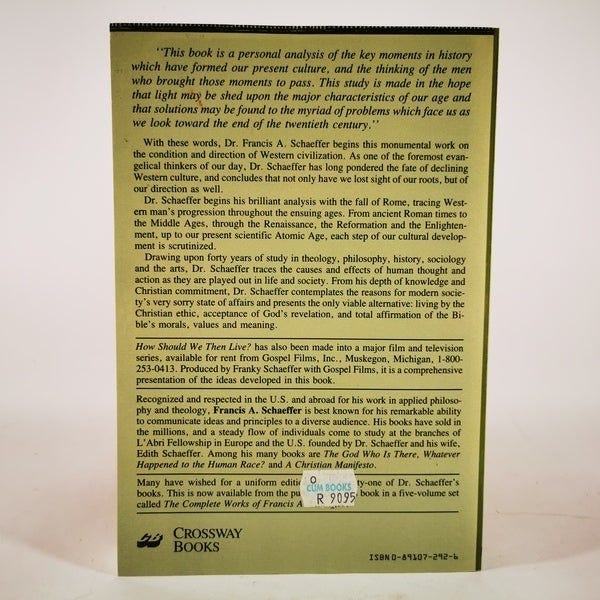 "This book is a personal analysis of the key moments in history
which have formed our present culture, and the thinking of the men
who brought those moments to pass. This study is made in the hope
that light may be shed upon the major characteristics of our age and
that solutions may be found to the myriad of problems which face us as
we look toward the end of the twentieth century."
With these words, Dr. Francis A. Schaeffer begins this monumental work on
the condition and direction of Western civilization. As one of the foremost evan-
gelical thinkers of our day, Dr. Schaeffer has long pondered the fate of declining
Western culture, and concludes that not only have we lost sight of our roots, but of
our direction as well.
Dr. Schaeffer begins his brilliant analysis with the fall of Rome, tracing West-
ern man's progression throughout the ensuing ages. From ancient Roman times to
the Middle Ages, through the Renaissance, the Reformation and the Enlighten-
ment, up to our present scientific Atomic Age, each step of our cultural develop-
ment is scrutinized.
Drawing upon forty years of study in theology, philosophy, history, sociology
and the arts, Dr. Schaeffer traces the causes and effects of human thought and
action as they are played out in life and society. From his depth of knowledge and
Christian commitment, Dr. Schaeffer contemplates the reasons for modern socie-
ty's very sorry state of affairs and presents the only viable alternative: living by the
Christian ethic, acceptance of God's revelation, and total affirmation of the Bi-
ble's morals, values and meaning.
How Should We Then Live? has also been made into a major film and television
series, available for rent from Gospel Films, Inc., Muskegon, Michigan, 1-800-
253-0413. Produced by Franky Schaeffer with Gospel Films, it is a comprehensive
presentation of the ideas developed in this book.
Recognized and respected in the U.S. and abroad for his work in applied philoso-
phy and theology, Francis A. Schaeffer is best known for his remarkable ability
to communicate ideas and principles to a diverse audience. His books have sold in
the millions, and a steady flow of individuals come to study at the branches of
L'Abri Fellowship in Europe and the U.S. founded by Dr. Schaeffer and his wife,
Edith Schaeffer. Among his many books are The God Who Is There, Whatever
Happened to the Human Race? and A Christian Manifesto.
Many have wished for a uniform ty-one of Dr. Schaeffer's
books. This is now available from the book in a five-volume set
called The Complete Works of Francis A
O
CUM BOOKS
R 9095
CROSSWAY
BOOKS
ISBN 0-89107-292-6